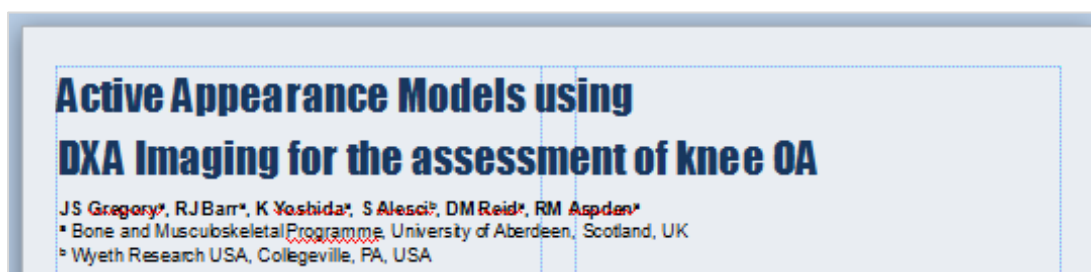 Active Appearance Models using
DXA Imaging for the assessment of knee OA
JS Gregoryᵃ, RJ Barrᵃ, K Yoshidaᵃ, S Alesciᵇ, DM Reidᵃ, RM Aspdenᵃ
ᵃ Bone and Musculoskeletal Programme, University of Aberdeen, Scotland, UK
ᵇ Wyeth Research USA, Collegeville, PA, USA